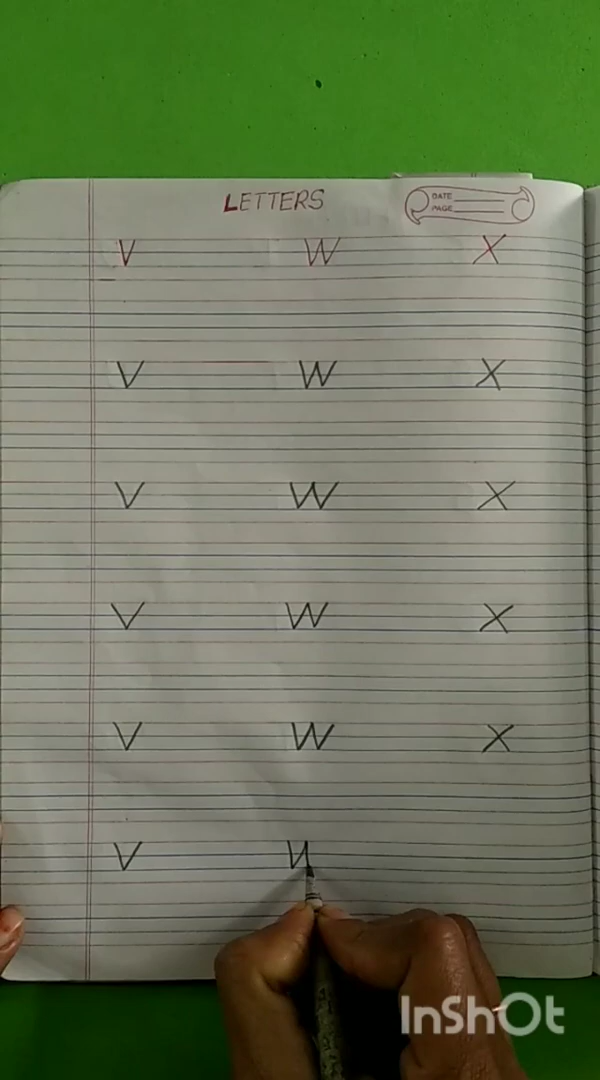 LETTERS
DATE
PAGE
V W X
V W X
V W X
V W X
V W X
V
InShOt